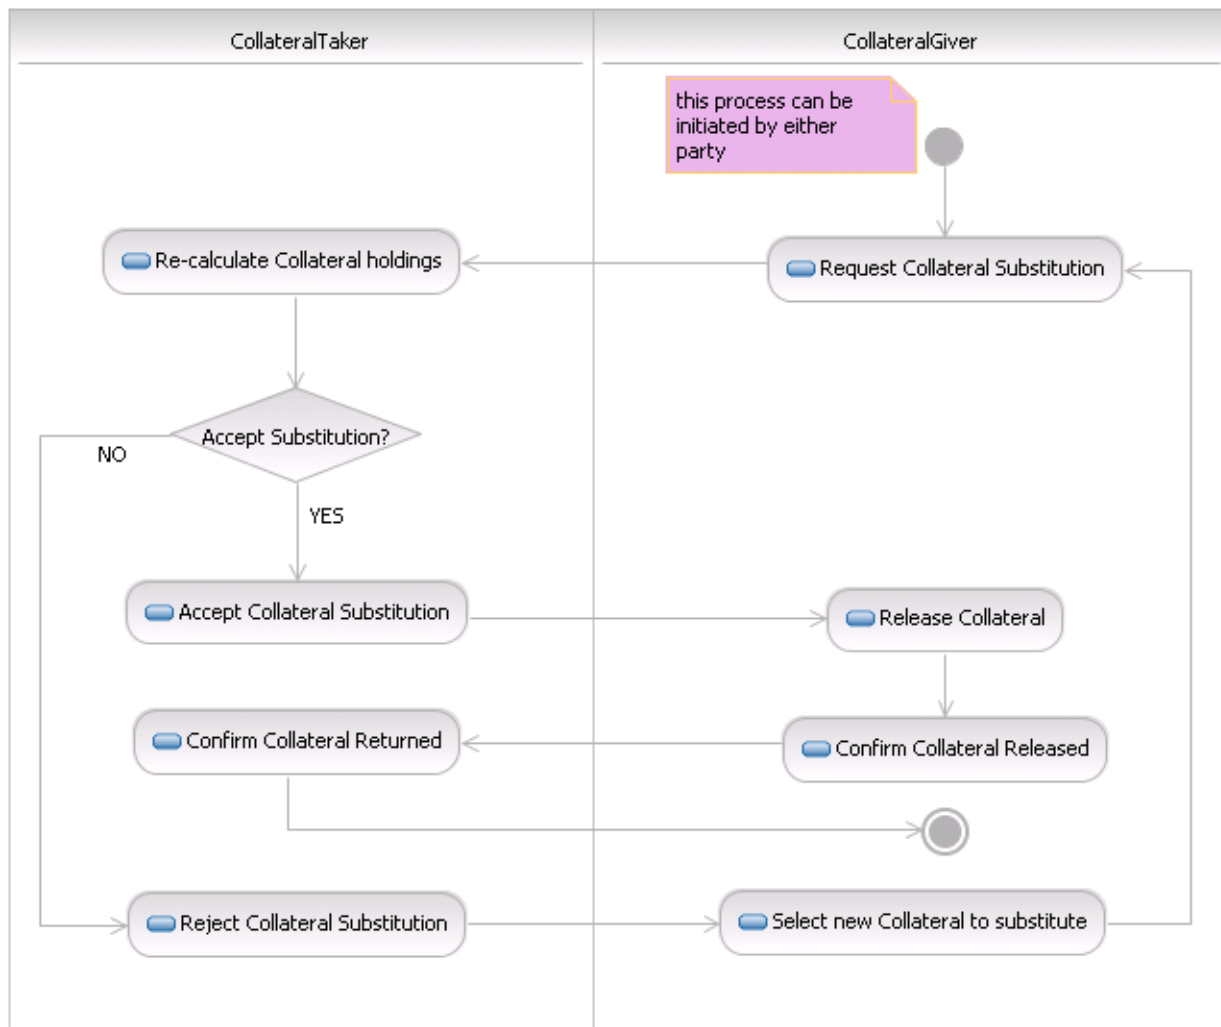 CollateralTaker
CollateralGiver
this process can be
initiated by either
party
Re-calculate Collateral holdings
Request Collateral Substitution
Accept Substitution?
NO
YES
Accept Collateral Substitution
Release Collateral
Confirm Collateral Returned
Confirm Collateral Released
Reject Collateral Substitution
Select new Collateral to substitute